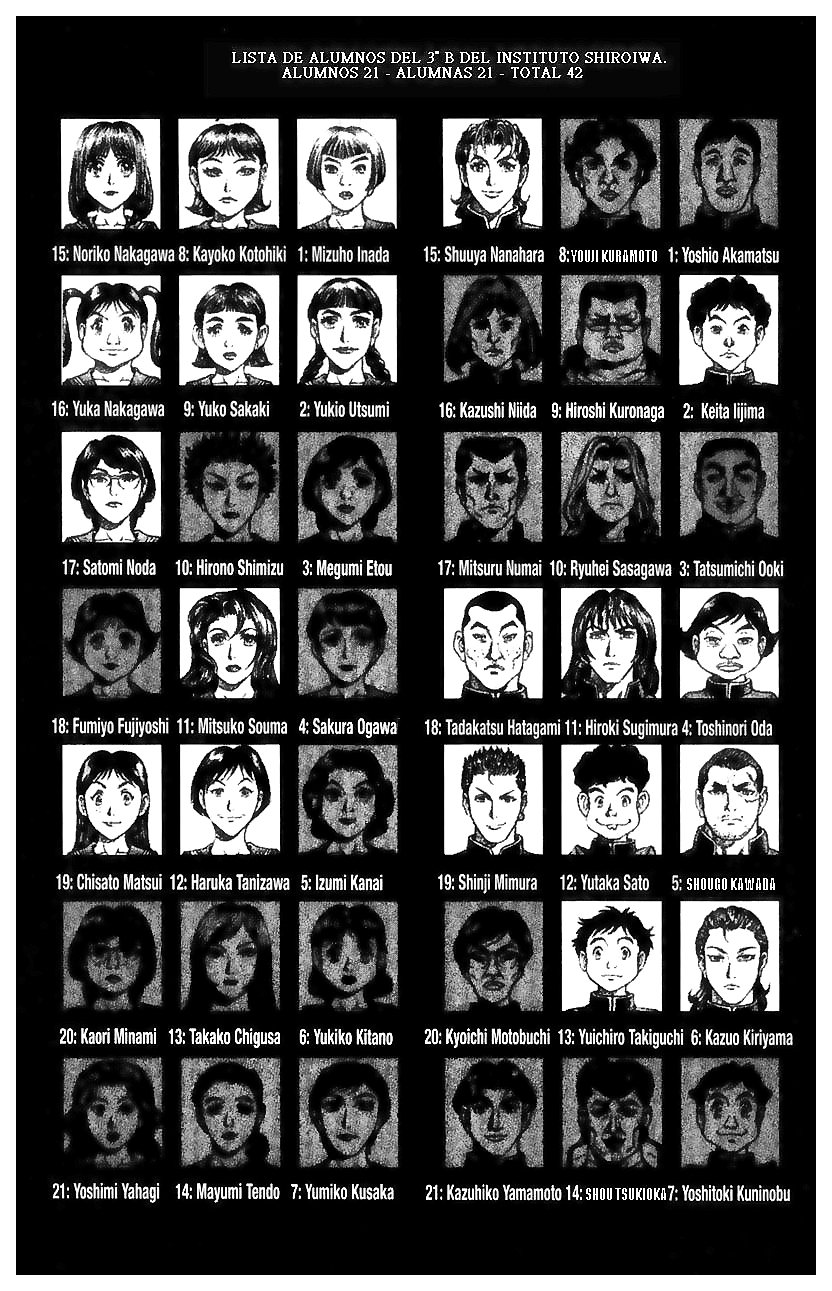 LISTA DE ALUMNOS DEL 3º B DEL INSTITUTO SHIROIWA.
ALUMNOS 21 - ALUMNAS 21 - TOTAL 42
15: Noriko Nakagawa 8: Kayoko Kotohiki 1: Mizuho Inada 15: Shuuya Nanahara 8: YOUJI KURAMOTO 1: Yoshio Akamatsu
16: Yuka Nakagawa 9: Yuko Sakaki 2: Yukio Utsumi 16: Kazushi Niida 9: Hiroshi Kuronaga 2: Keita Iijima
17: Satomi Noda 10: Hirono Shimizu 3: Megumi Etou 17: Mitsuru Numai 10: Ryuhei Sasagawa 3: Tatsumichi Ooki
18: Fumiyo Fujiyoshi 11: Mitsuko Souma 4: Sakura Ogawa 18: Tadakatsu Hatagami 11: Hiroki Sugimura 4: Toshinori Oda
19: Chisato Matsui 12: Haruka Tanizawa 5: Izumi Kanai 19: Shinji Mimura 12: Yutaka Sato 5: SHOUGO KAWADA
20: Kaori Minami 13: Takako Chigusa 6: Yukiko Kitano 20: Kyoichi Motobuchi 13: Yuichiro Takiguchi 6: Kazuo Kiriyama
21: Yoshimi Yahagi 14: Mayumi Tendo 7: Yumiko Kusaka 21: Kazuhiko Yamamoto 14: SHOU TSUKIOKA 7: Yoshitoki Kuninobu